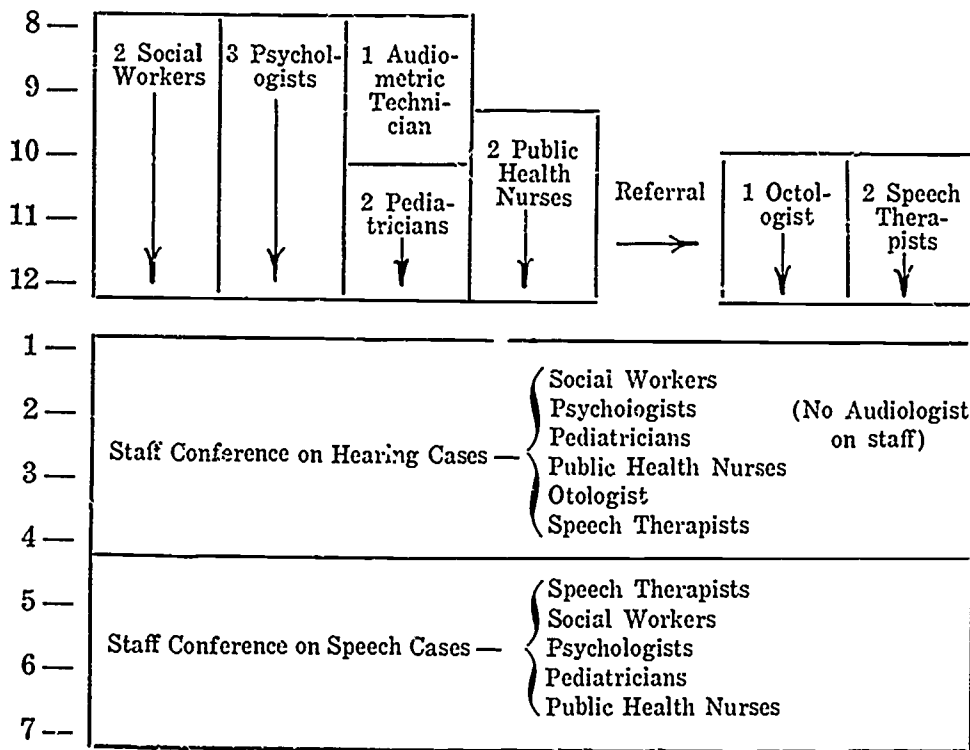 8 —
2 Social
Workers
3 Psychol-
ogists
1 Audio-
metric
Techni-
cian
9 —
10 —
2 Pedia-
tricians
2 Public
Health
Nurses
Referral
1 Octol-
ogist
2 Speech
Thera-
pists
11 —
12 —
1 —
2 —
3 —
4 —
Staff Conference on Hearing Cases —
Social Workers
Psychoiogists
Pediatricians
Public Health Nurses
Otologist
Speech Therapists
(No Audiologist
on staff)
5 —
6 —
7 --
Staff Conference on Speech Cases —
Speech Therapists
Social Workers
Psychologists
Pediatricians
Public Health Nurses